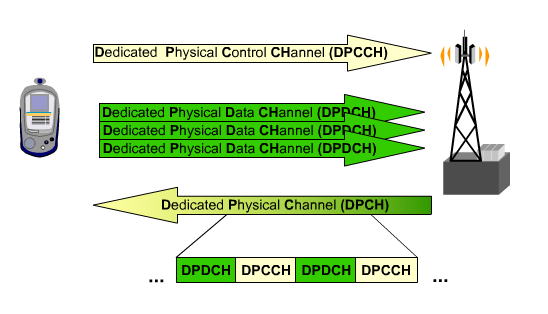 Dedicated Physical Control CHannel (DPCCH)
Dedicated Physical Data CHannel (DPDCH)
Dedicated Physical Data CHannel (DPDCH)
Dedicated Physical Data CHannel (DPDCH)
Dedicated Physical Channel (DPCH)
... DPDCH DPCCH DPDCH DPCCH ...